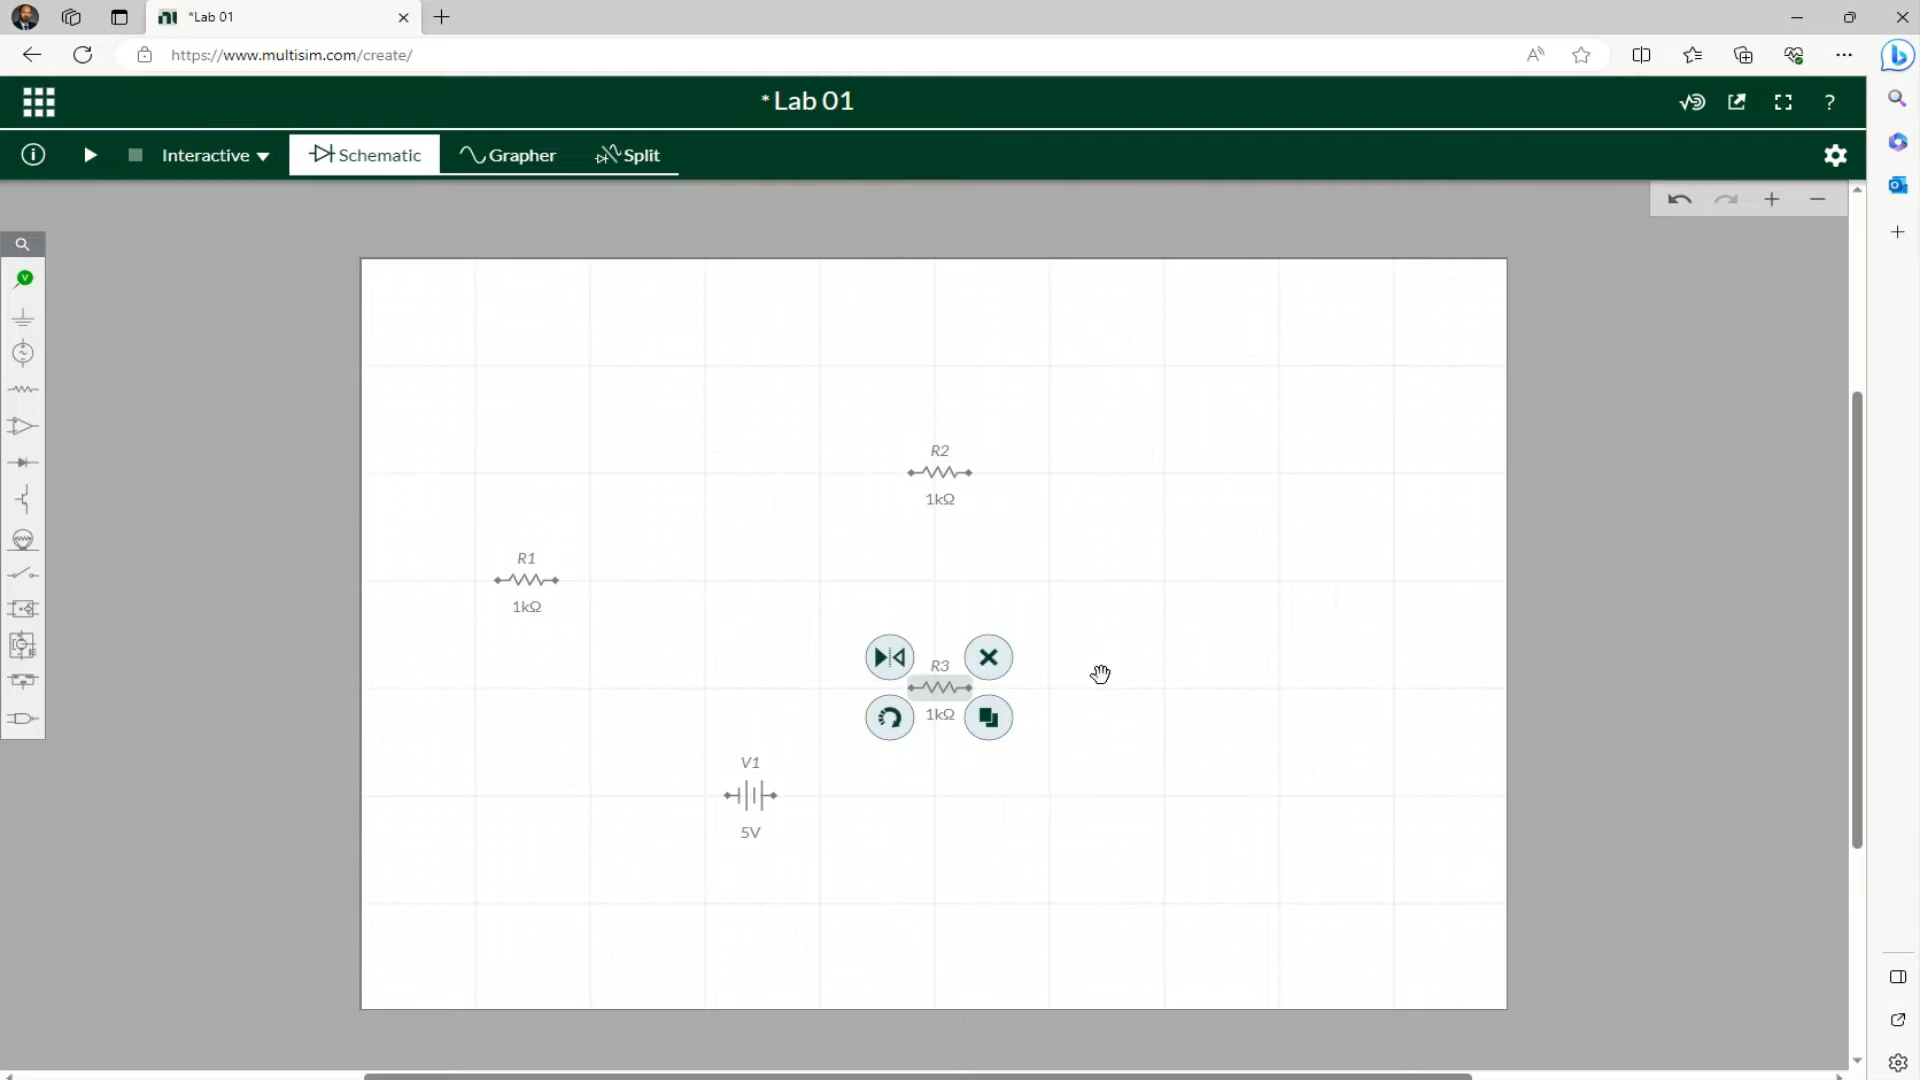 *Lab 01
https://www.multisim.com/create/
*Lab 01
Interactive
Schematic
Grapher
Split
R2
1kΩ
R1
1kΩ
R3
1kΩ
V1
5V